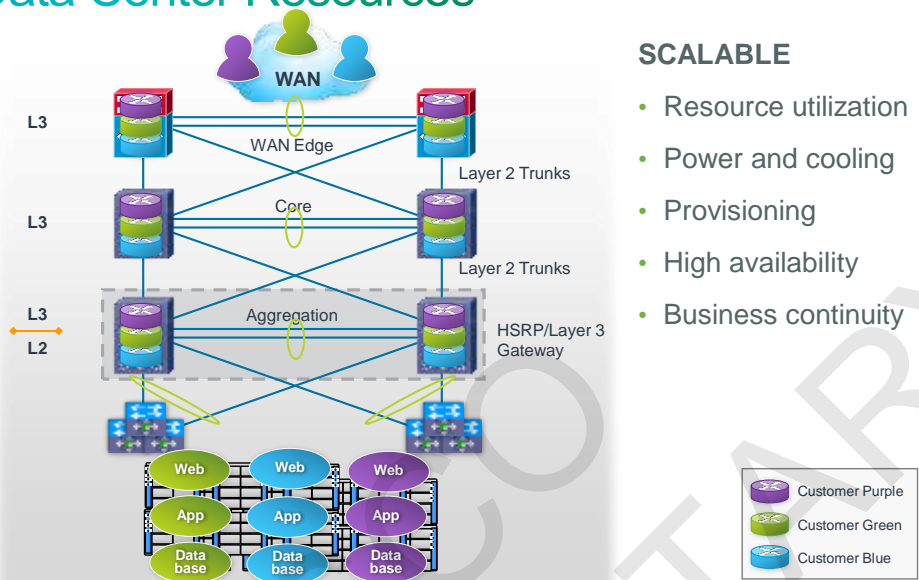 Data Center Resources
WAN
SCALABLE
• Resource utilization
• Power and cooling
• Provisioning
• High availability
• Business continuity
L3
WAN Edge
Layer 2 Trunks
L3
Core
Layer 2 Trunks
L3
L2
Aggregation
HSRP/Layer 3
Gateway
Web
Web
Web
App
App
App
Data
base
Data
base
Data
base
Customer Purple
Customer Green
Customer Blue